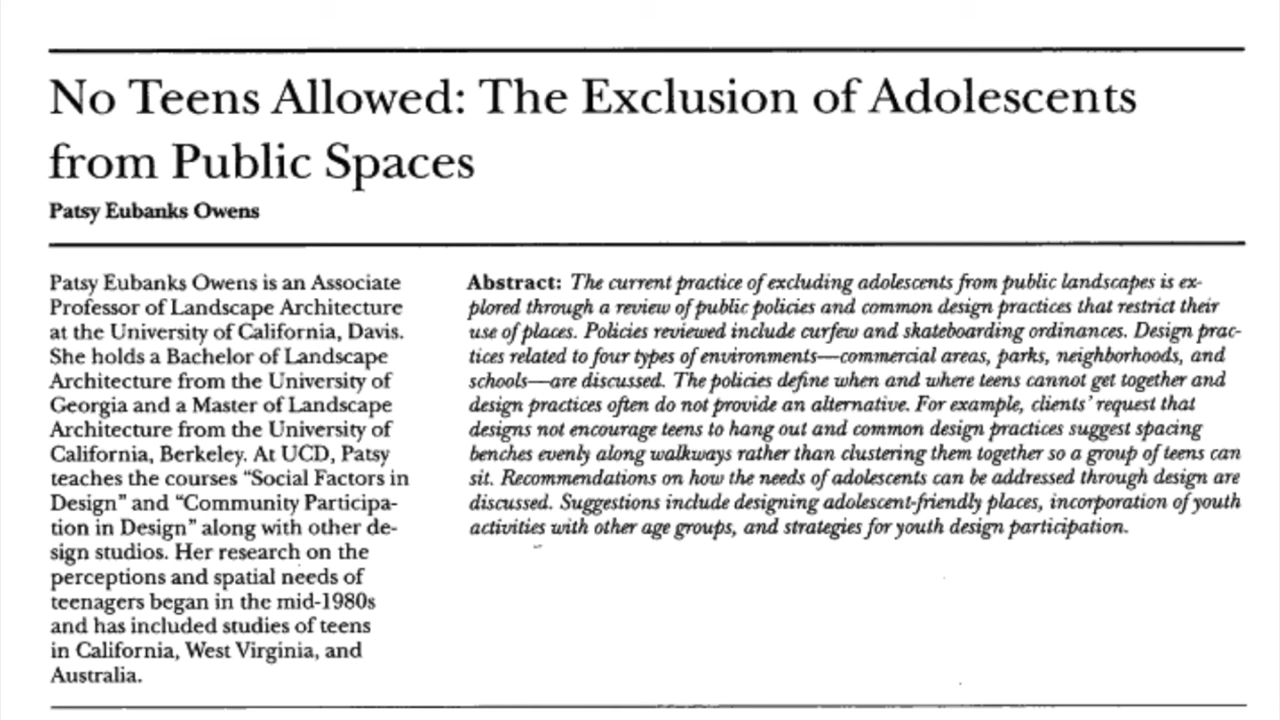 No Teens Allowed: The Exclusion of Adolescents
from Public Spaces
Patsy Eubanks Owens
Patsy Eubanks Owens is an Associate
Professor of Landscape Architecture
at the University of California, Davis.
She holds a Bachelor of Landscape
Architecture from the University of
Georgia and a Master of Landscape
Architecture from the University of
California, Berkeley. At UCD, Patsy
teaches the courses “Social Factors in
Design” and “Community Participa-
tion in Design” along with other de-
sign studios. Her research on the
perceptions and spatial needs of
teenagers began in the mid-1980s
and has included studies of teens
in California, West Virginia, and
Australia.
Abstract: The current practice of excluding adolescents from public landscapes is ex-
plored through a review of public policies and common design practices that restrict their
use of places. Policies reviewed include curfew and skateboarding ordinances. Design prac-
tices related to four types of environments—commercial areas, parks, neighborhoods, and
schools—are discussed. The policies define when and where teens cannot get together and
design practices often do not provide an alternative. For example, clients’ request that
designs not encourage teens to hang out and common design practices suggest spacing
benches evenly along walkways rather than clustering them together so a group of teens can
sit. Recommendations on how the needs of adolescents can be addressed through design are
discussed. Suggestions include designing adolescent-friendly places, incorporation of youth
activities with other age groups, and strategies for youth design participation.